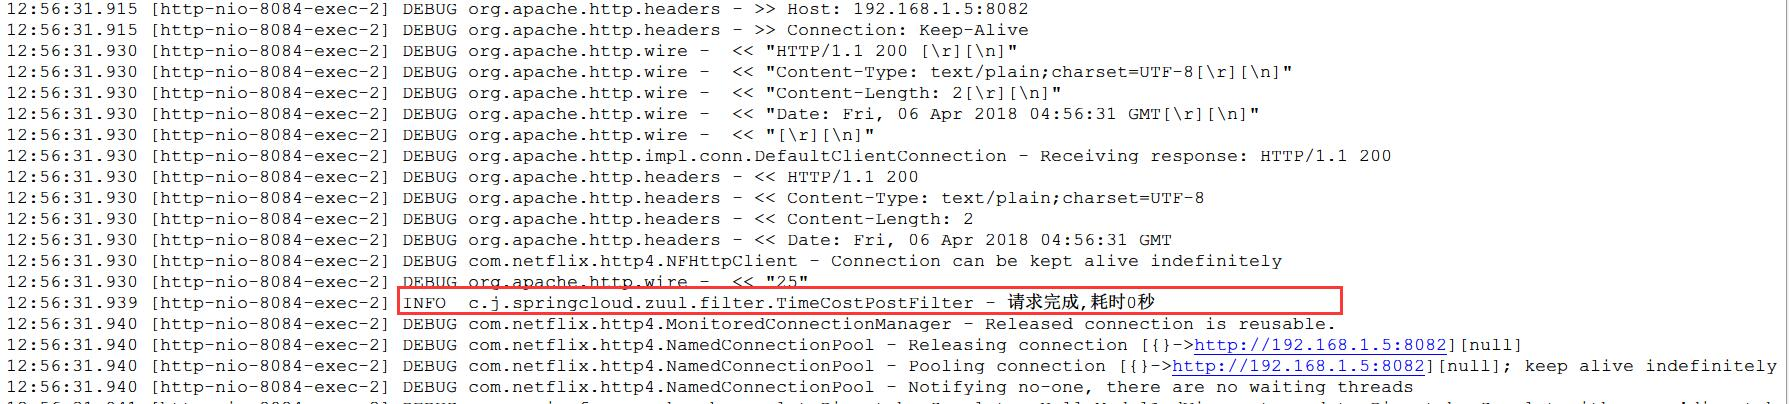 12:56:31.915 [http-nio-8084-exec-2] DEBUG org.apache.http.headers - >> Host: 192.168.1.5:8082
12:56:31.915 [http-nio-8084-exec-2] DEBUG org.apache.http.headers - >> Connection: Keep-Alive
12:56:31.930 [http-nio-8084-exec-2] DEBUG org.apache.http.wire -  << "HTTP/1.1 200 [\r][\n]"
12:56:31.930 [http-nio-8084-exec-2] DEBUG org.apache.http.wire -  << "Content-Type: text/plain;charset=UTF-8[\r][\n]"
12:56:31.930 [http-nio-8084-exec-2] DEBUG org.apache.http.wire -  << "Content-Length: 2[\r][\n]"
12:56:31.930 [http-nio-8084-exec-2] DEBUG org.apache.http.wire -  << "Date: Fri, 06 Apr 2018 04:56:31 GMT[\r][\n]"
12:56:31.930 [http-nio-8084-exec-2] DEBUG org.apache.http.wire -  << "[\r][\n]"
12:56:31.930 [http-nio-8084-exec-2] DEBUG org.apache.http.impl.conn.DefaultClientConnection - Receiving response: HTTP/1.1 200
12:56:31.930 [http-nio-8084-exec-2] DEBUG org.apache.http.headers - << HTTP/1.1 200
12:56:31.930 [http-nio-8084-exec-2] DEBUG org.apache.http.headers - << Content-Type: text/plain;charset=UTF-8
12:56:31.930 [http-nio-8084-exec-2] DEBUG org.apache.http.headers - << Content-Length: 2
12:56:31.930 [http-nio-8084-exec-2] DEBUG org.apache.http.headers - << Date: Fri, 06 Apr 2018 04:56:31 GMT
12:56:31.930 [http-nio-8084-exec-2] DEBUG com.netflix.http4.NFHttpClient - Connection can be kept alive indefinitely
12:56:31.930 [http-nio-8084-exec-2] DEBUG org.apache.http.wire -  << "25"
12:56:31.939 [http-nio-8084-exec-2] INFO  c.j.springcloud.zuul.filter.TimeCostPostFilter - 请求完成,耗时0秒
12:56:31.940 [http-nio-8084-exec-2] DEBUG com.netflix.http4.MonitoredConnectionManager - Released connection is reusable.
12:56:31.940 [http-nio-8084-exec-2] DEBUG com.netflix.http4.NamedConnectionPool - Releasing connection [{}->http://192.168.1.5:8082][null]
12:56:31.940 [http-nio-8084-exec-2] DEBUG com.netflix.http4.NamedConnectionPool - Pooling connection [{}->http://192.168.1.5:8082][null]; keep alive indefinitely
12:56:31.940 [http-nio-8084-exec-2] DEBUG com.netflix.http4.NamedConnectionPool - Notifying no-one, there are no waiting threads